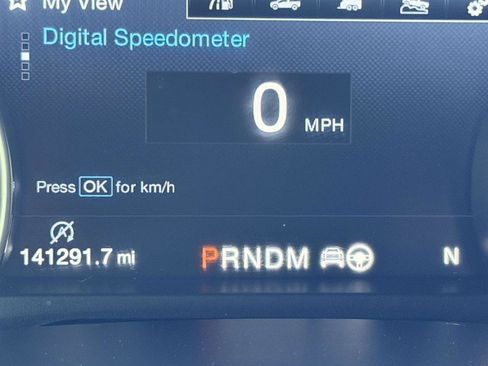 My View
Digital Speedometer
0 MPH
Press OK for km/h
141291.7 mi PRNDM N